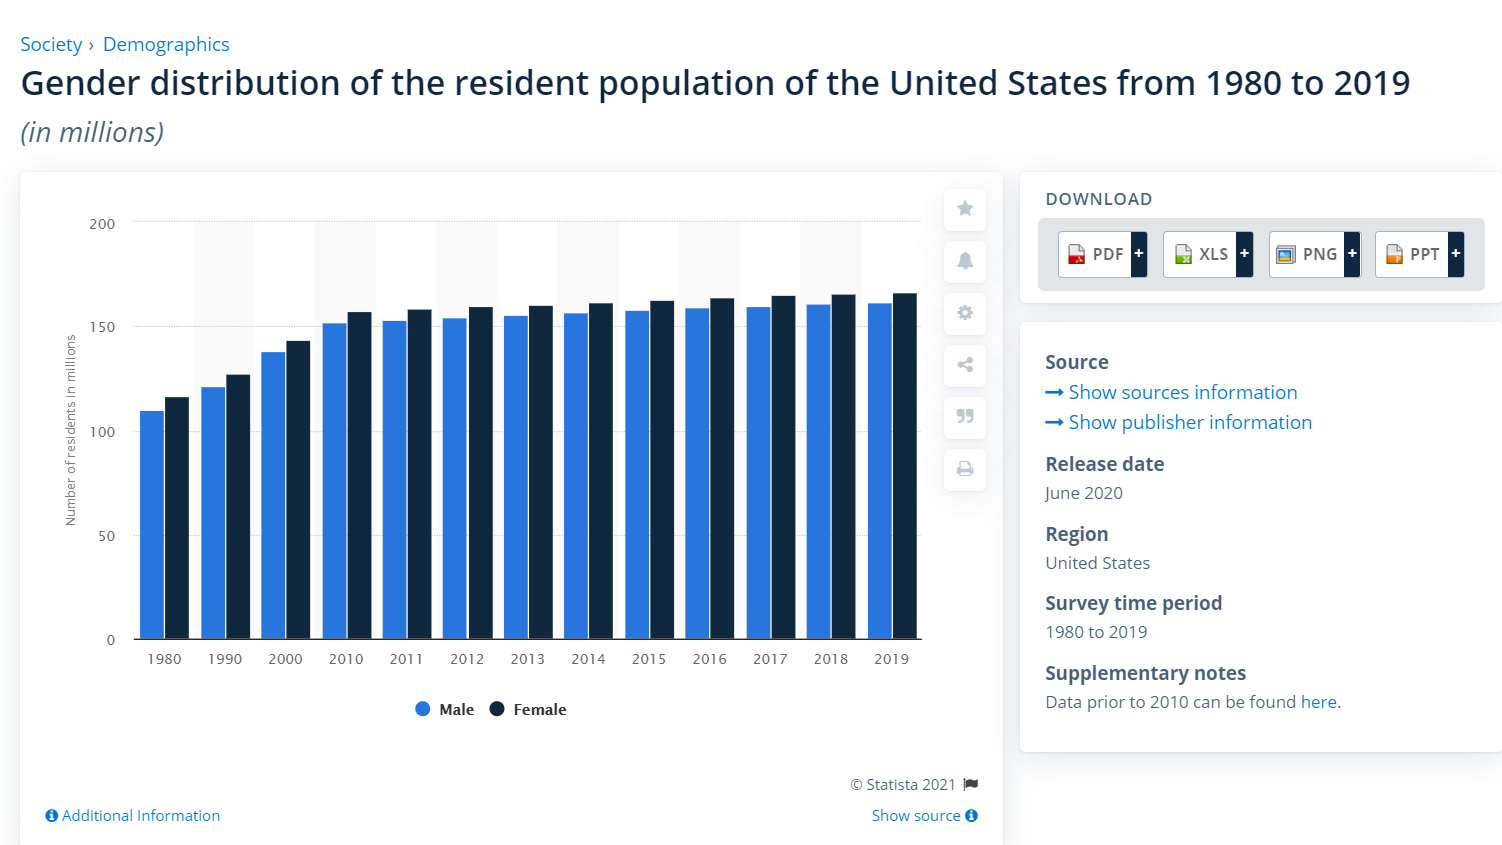 Society › Demographics
Gender distribution of the resident population of the United States from 1980 to 2019
(in millions)
200
150
100
50
0
Number of residents in millions
1980 1990 2000 2010 2011 2012 2013 2014 2015 2016 2017 2018 2019
Male Female
© Statista 2021
Additional Information
Show source
DOWNLOAD
PDF + XLS + PNG + PPT +
Source
Show sources information
Show publisher information
Release date
June 2020
Region
United States
Survey time period
1980 to 2019
Supplementary notes
Data prior to 2010 can be found here.